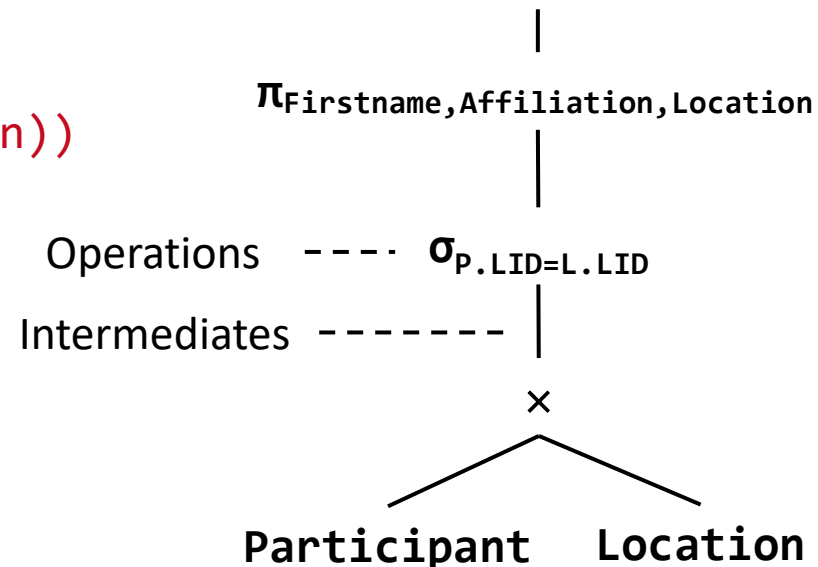 πFirstname,Affiliation,Location
n))
Operations σP.LID=L.LID
Intermediates
×
Participant Location